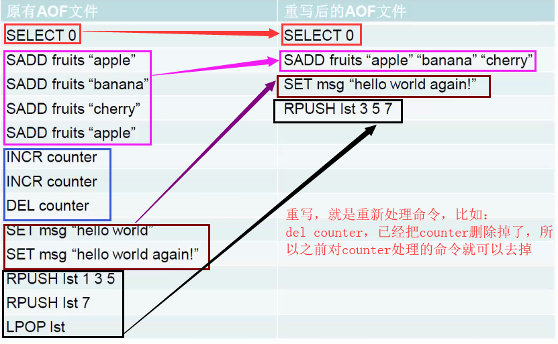 原有AOF文件
重写后的AOF文件
SELECT 0
SELECT 0
SADD fruits “apple”
SADD fruits “apple” “banana” “cherry”
SADD fruits “banana”
SET msg “hello world again!”
SADD fruits “cherry”
RPUSH lst 3 5 7
SADD fruits “apple”
INCR counter
INCR counter
DEL counter
SET msg “hello world”
SET msg “hello world again!”
RPUSH lst 1 3 5
RPUSH lst 7
LPOP lst
重写，就是重新处理命令，比如：
del counter，已经把counter删除掉了，所
以之前对counter处理的命令就可以去掉